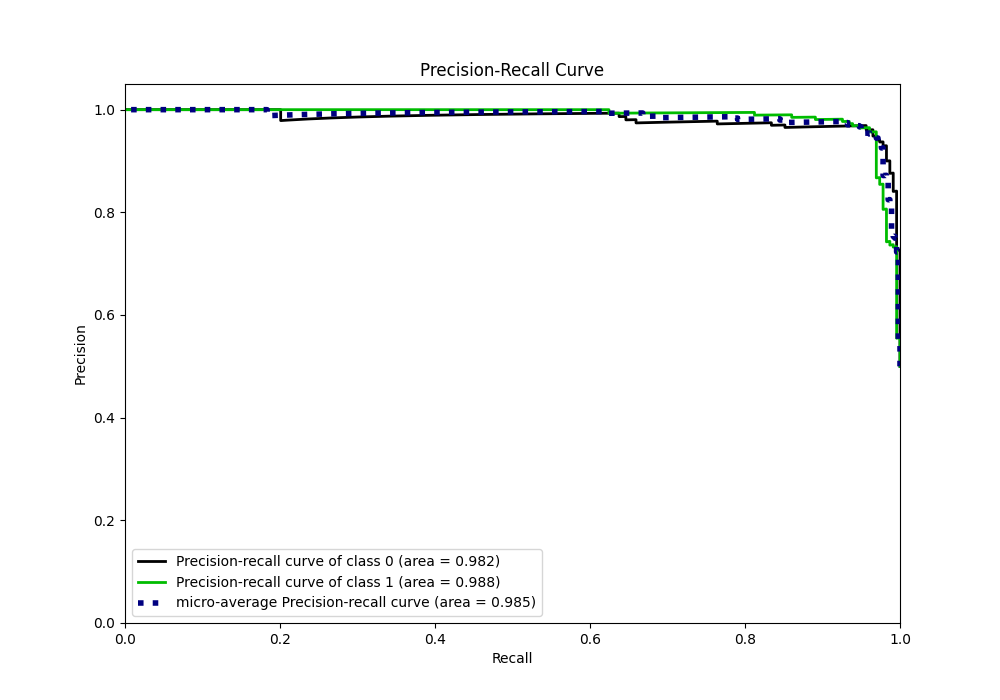 Precision-Recall Curve
1.0
0.8
0.6
0.4
0.2
0.0
Precision
Precision-recall curve of class 0 (area = 0.982)
Precision-recall curve of class 1 (area = 0.988)
micro-average Precision-recall curve (area = 0.985)
0.0 0.2 0.4 0.6 0.8 1.0
Recall